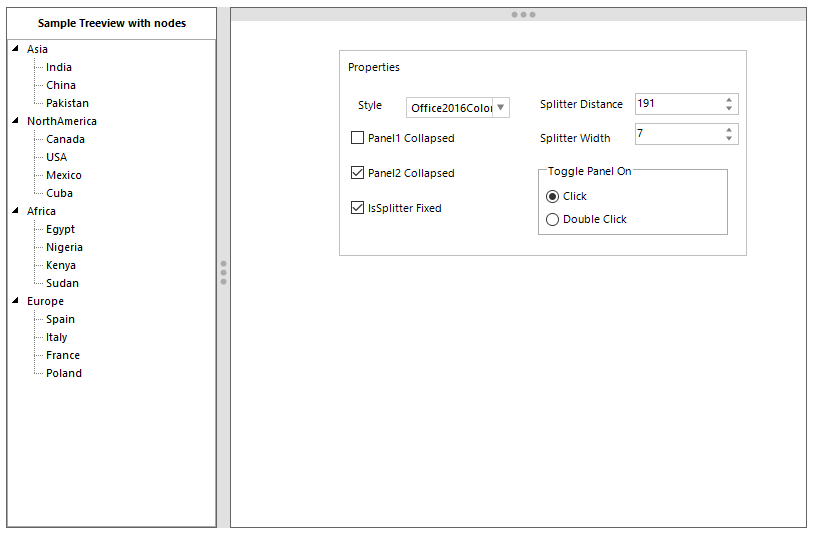 Sample Treeview with nodes
Asia
India
China
Pakistan
NorthAmerica
Canada
USA
Mexico
Cuba
Africa
Egypt
Nigeria
Kenya
Sudan
Europe
Spain
Italy
France
Poland
Properties
Style Office2016Color
Splitter Distance 191
Panel1 Collapsed
Splitter Width 7
Panel2 Collapsed
Toggle Panel On
Click
IsSplitter Fixed
Double Click